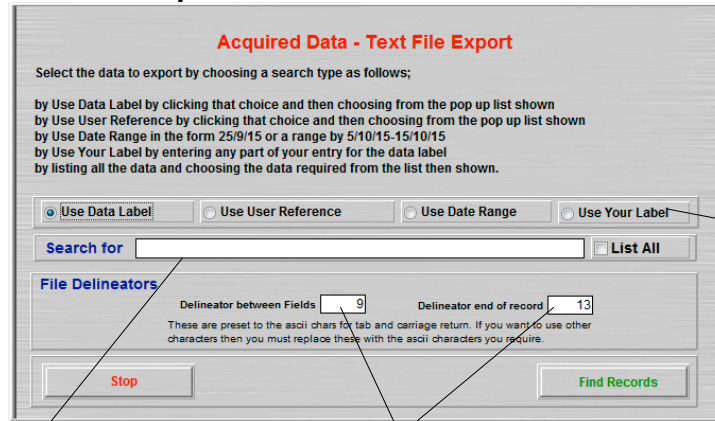 Acquired Data - Text File Export
Select the data to export by choosing a search type as follows;
by Use Data Label by clicking that choice and then choosing from the pop up list shown
by Use User Reference by clicking that choice and then choosing from the pop up list shown
by Use Date Range in the form 25/9/15 or a range by 5/10/15-15/10/15
by Use Your Label by entering any part of your entry for the data label
by listing all the data and choosing the data required from the list then shown.
Use Data Label Use User Reference Use Date Range Use Your Label
Search for List All
File Delineators
Delineator between Fields 9 Delineator end of record 13
These are preset to the ascii chars for tab and carriage return. If you want to use other
characters then you must replace these with the ascii characters you require.
Stop Find Records